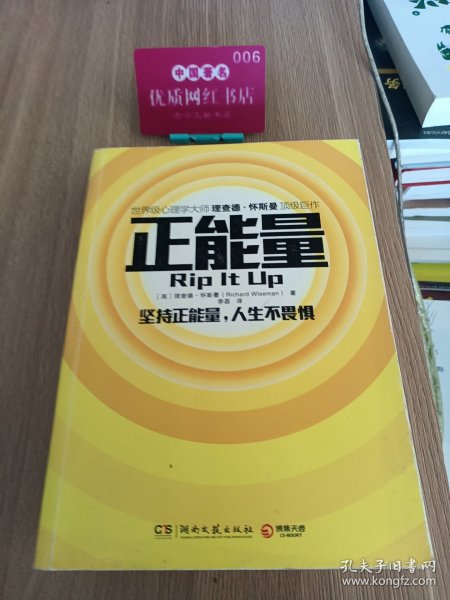 006
中国著名
优质网红书店
世界级心理学大师 理查德·怀斯曼 顶级巨作
正能量
Rip It Up
[英] 理查德·怀斯曼 (Richard Wiseman) 著
李磊 译
坚持正能量，人生不畏惧
CS 湖南文艺出版社
博集天卷
CS-BOOKY
Services
务
孔夫子旧书网
www.kongfz.com